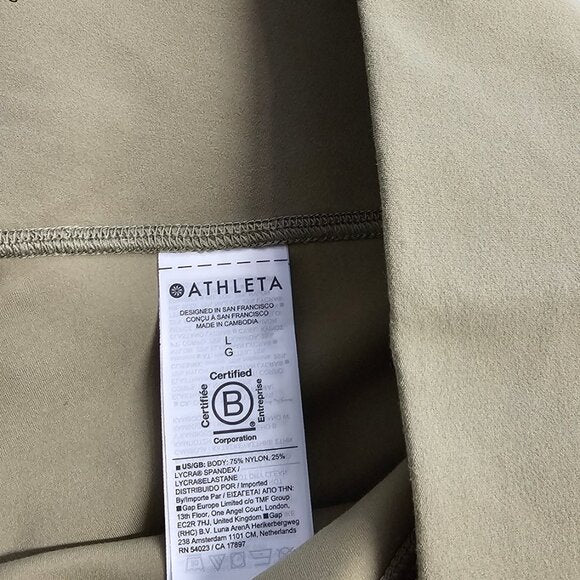 ATHLETA
DESIGNED IN SAN FRANCISCO
CONÇU À SAN FRANCISCO
MADE IN CAMBODIA
L
G
Certified
Certifiée
B
Entreprise
®
Corporation
■US/GB: BODY: 75% NYLON, 25%
LYCRA® SPANDEX /
LYCRA®ELASTANE
DISTRIBUIDO POR / Imported
By/Importe Par / ΕΙΣΑΓΕΤΑΙ ΑΠΟ ΤΗΝ
■Gap Europe Limited c/o TMF Group
13th Floor, One Angel Court, London,
EC2R 7HJ, United Kingdom ■Gap
(RHC) B.V. Luna ArenA Herikerbergweg
238 Amsterdam 1101 CM, Netherlands
RN 54023 / CA 17897